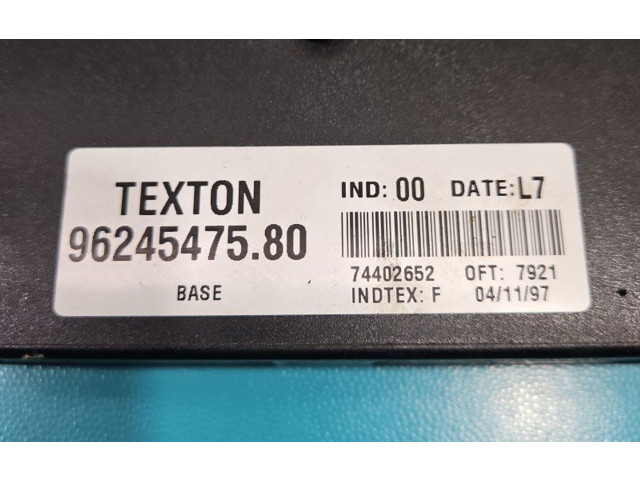 TEXTON IND: 00 DATE: L7
96245475.80
74402652 OFT: 7921
BASE INDTEX: F 04/11/97